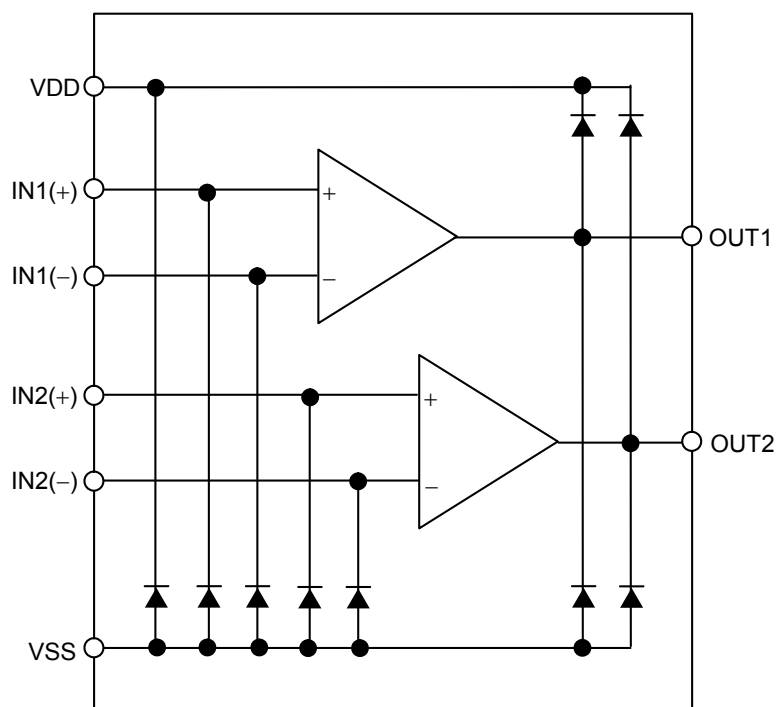 VDD
IN1(+)
+
OUT1
IN1(−)
−
IN2(+)
+
OUT2
IN2(−)
−
VSS